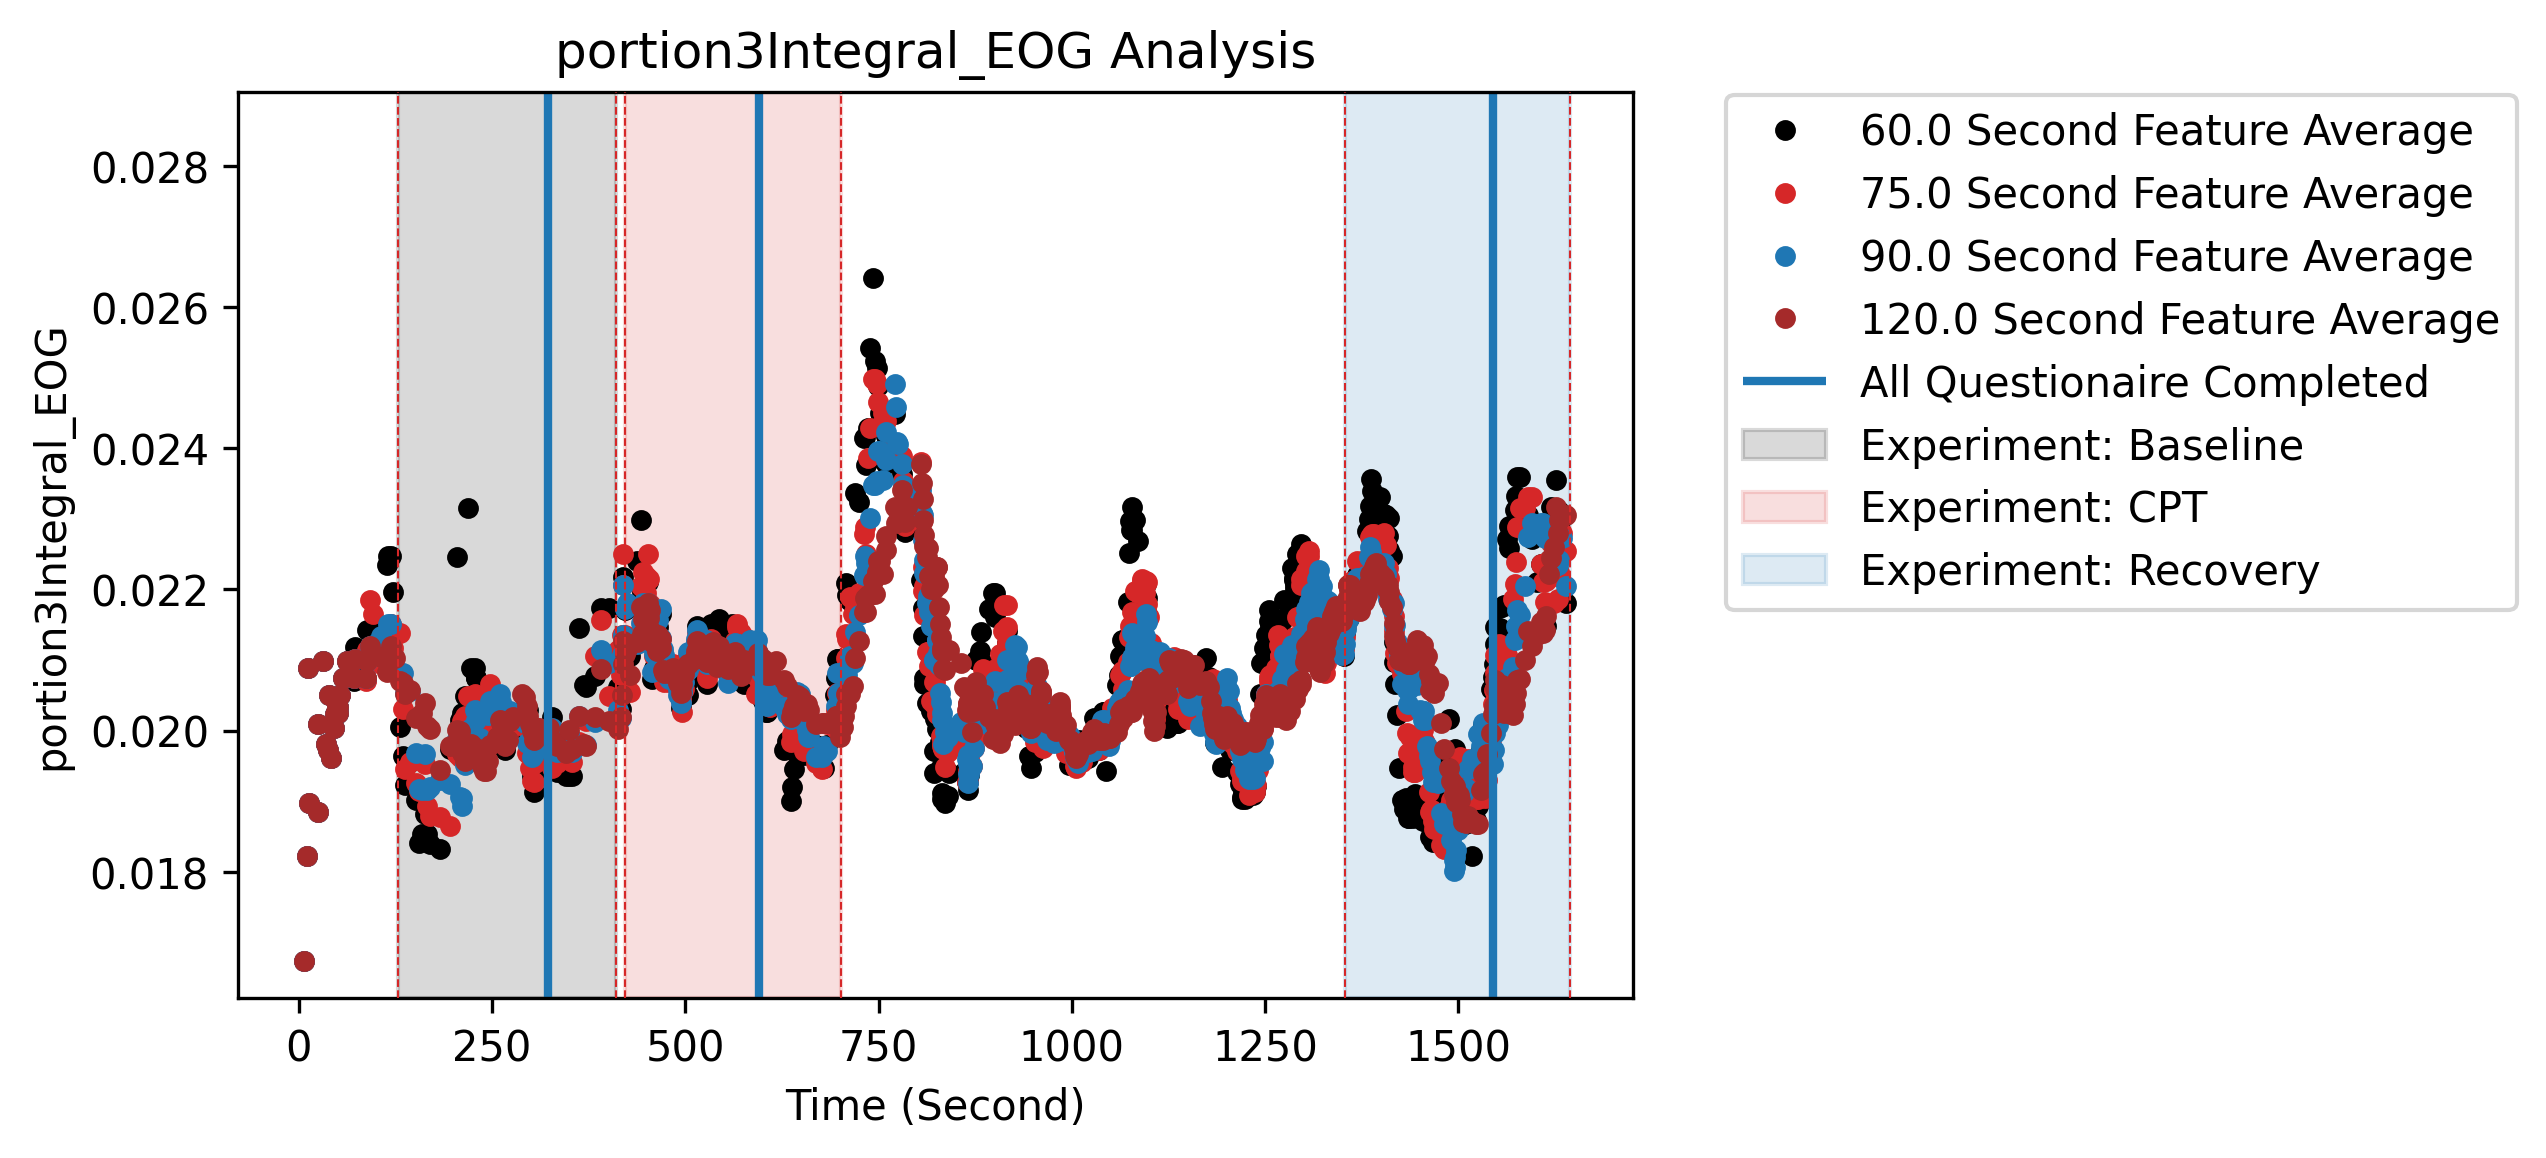 portion3Integral_EOG Analysis
portion3Integral_EOG
0.028
0.026
0.024
0.022
0.020
0.018
0
250
500
750
1000
1250
1500
Time (Second)
60.0 Second Feature Average
75.0 Second Feature Average
90.0 Second Feature Average
120.0 Second Feature Average
All Questionaire Completed
Experiment: Baseline
Experiment: CPT
Experiment: Recovery